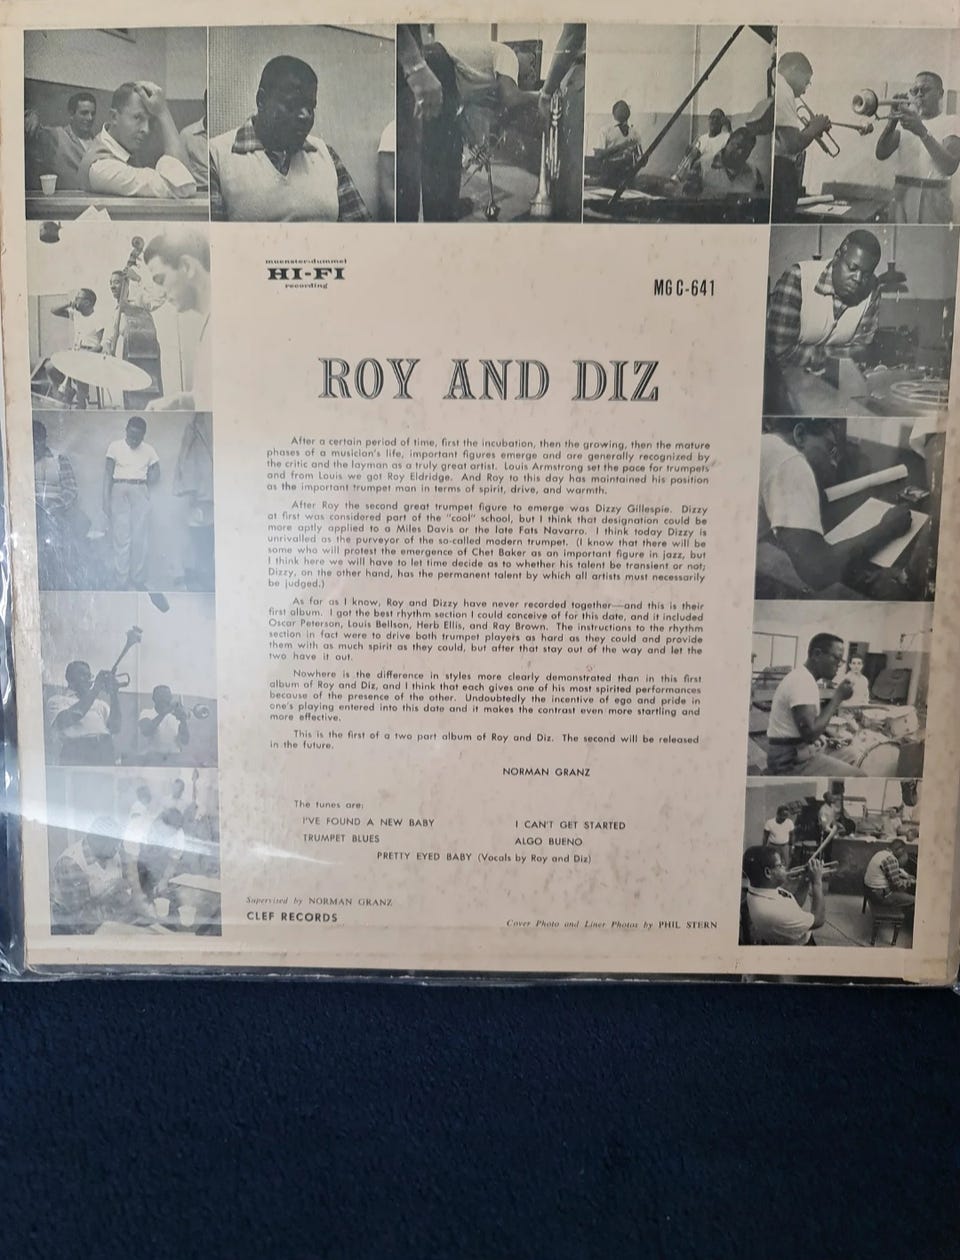 muenster-dummel
HI-FI
recording
MG C-641
ROY AND DIZ
After a certain period of time, first the incubation, then the growing, then the mature
phases of a musician's life, important figures emerge and are generally recognized by
the critic and the layman as a truly great artist. Louis Armstrong set the pace for trumpets
and from Louis we got Roy Eldridge. And Roy to this day has maintained his position
as the important trumpet man in terms of spirit, drive, and warmth.
After Roy the second great trumpet figure to emerge was Dizzy Gillespie. Dizzy
at first was considered part of the "cool" school, but I think that designation could be
more aptly applied to a Miles Davis or the late Fats Navarro. I think today Dizzy is
unrivalled as the purveyor of the so-called modern trumpet. (I know that there will be
some who will protest the emergence of Chet Baker as an important figure in jazz, but
I think here we will have to let time decide as to whether his talent be transient or not;
Dizzy, on the other hand, has the permanent talent by which all artists must necessarily
be judged.)
As far as I know, Roy and Dizzy have never recorded together—and this is their
first album. I got the best rhythm section I could conceive of for this date, and it included
Oscar Peterson, Louis Bellson, Herb Ellis, and Ray Brown. The instructions to the rhythm
section in fact were to drive both trumpet players as hard as they could and provide
them with as much spirit as they could, but after that stay out of the way and let the
two have it out.
Nowhere is the difference in styles more clearly demonstrated than in this first
album of Roy and Diz, and I think that each gives one of his most spirited performances
because of the presence of the other. Undoubtedly the incentive of ego and pride in
one's playing entered into this date and it makes the contrast even more startling and
more effective.
This is the first of a two part album of Roy and Diz. The second will be released
in the future.
NORMAN GRANZ
The tunes are:
I'VE FOUND A NEW BABY
I CAN'T GET STARTED
TRUMPET BLUES
ALGO BUENO
PRETTY EYED BABY (Vocals by Roy and Diz)
Supervised by NORMAN GRANZ
CLEF RECORDS
Cover Photo and Liner Photos by PHIL STERN